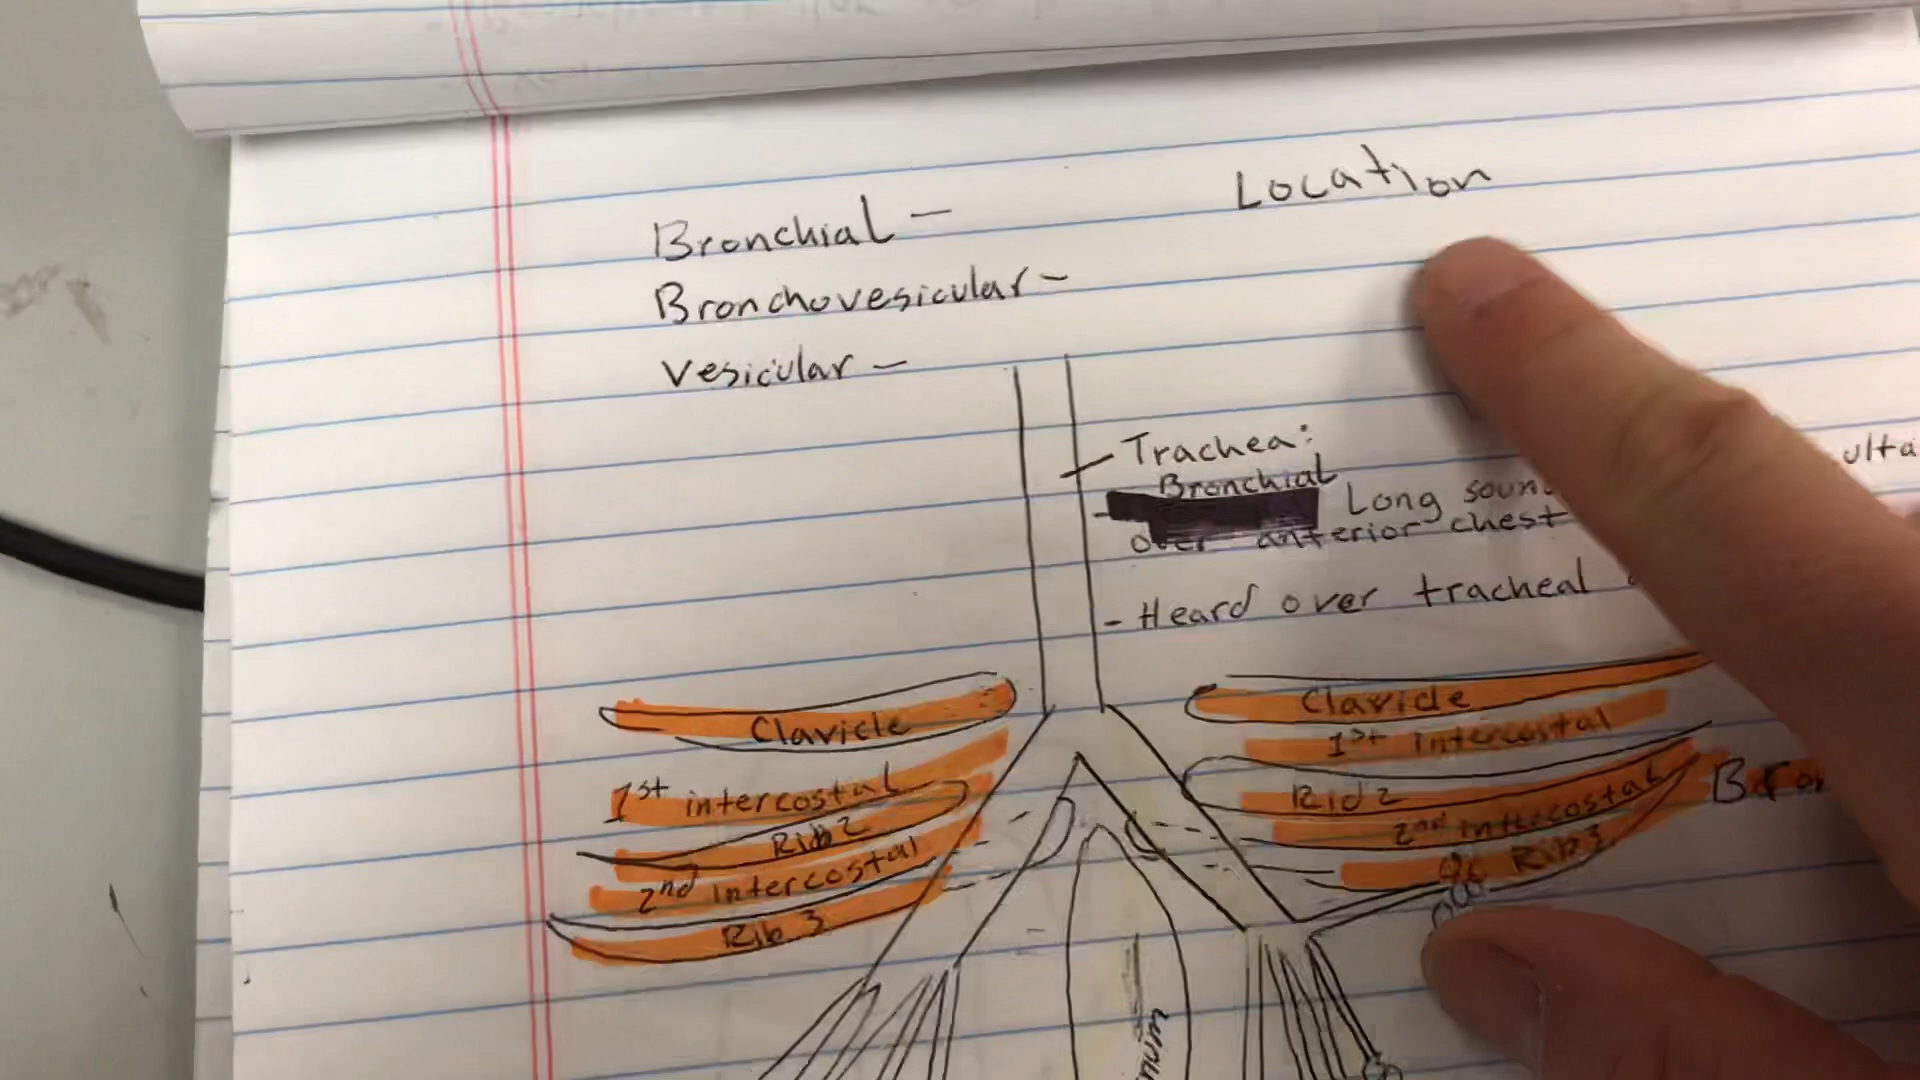 Location
Bronchial -
Bronchovesicular -
Vesicular -
Trachea:
Bronchial
- Long soun
over anterior chest
- Heard over tracheal
Clavicle
Clavicle
1st intercostal
1st intercostal
Rib 2
Rid 2
2nd intercostal
2nd intercostal
Rib 3
Rib 3